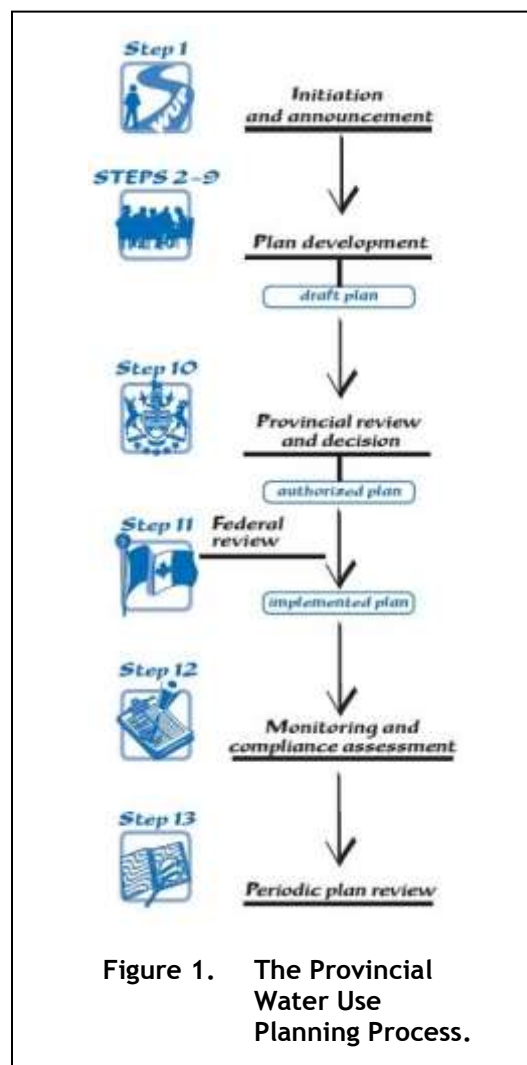 Step 1
WUP
Initiation
and announcement
STEPS 2-9
Plan development
draft plan
Step 10
Provincial review
and decision
authorized plan
Step 11
Federal
review
implemented plan
Step 12
Monitoring and
compliance assessment
Step 13
Periodic plan review
Figure 1. The Provincial
Water Use
Planning Process.